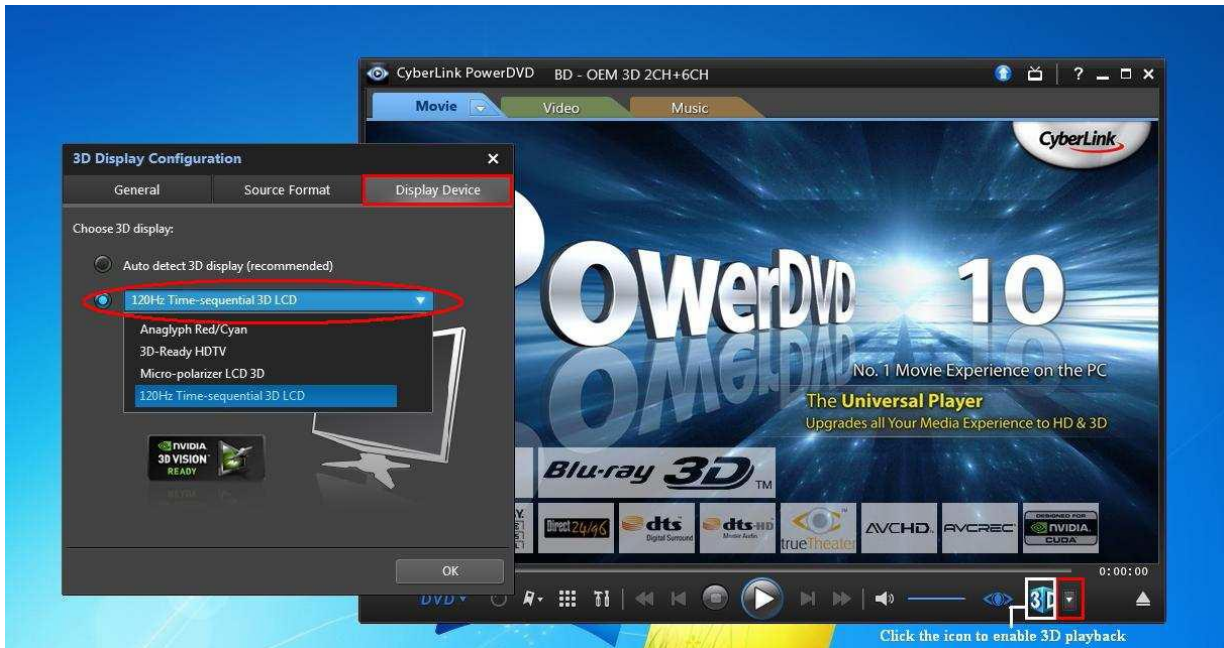 CyberLink PowerDVD BD - OEM 3D 2CH+6CH
?
Movie Video Music
CyberLink
3D Display Configuration
General Source Format Display Device
Choose 3D display:
Auto detect 3D display (recommended)
120Hz Time-sequential 3D LCD
Anaglyph Red/Cyan
3D-Ready HDTV
Micro-polarizer LCD 3D
120Hz Time-sequential 3D LCD
NVIDIA
3D VISION
READY
OK
PowerDVD 10
No. 1 Movie Experience on the PC
The Universal Player
Upgrades all Your Media Experience to HD & 3D
Blu-ray 3D TM
Direct 24/96
dts
Digital Surround
dts-HD
Master Audio
trueTheater
AVCHD.
AVCREC
DESIGNED FOR
NVIDIA.
CUDA
0:00:00
DVD
3D
Click the icon to enable 3D playback